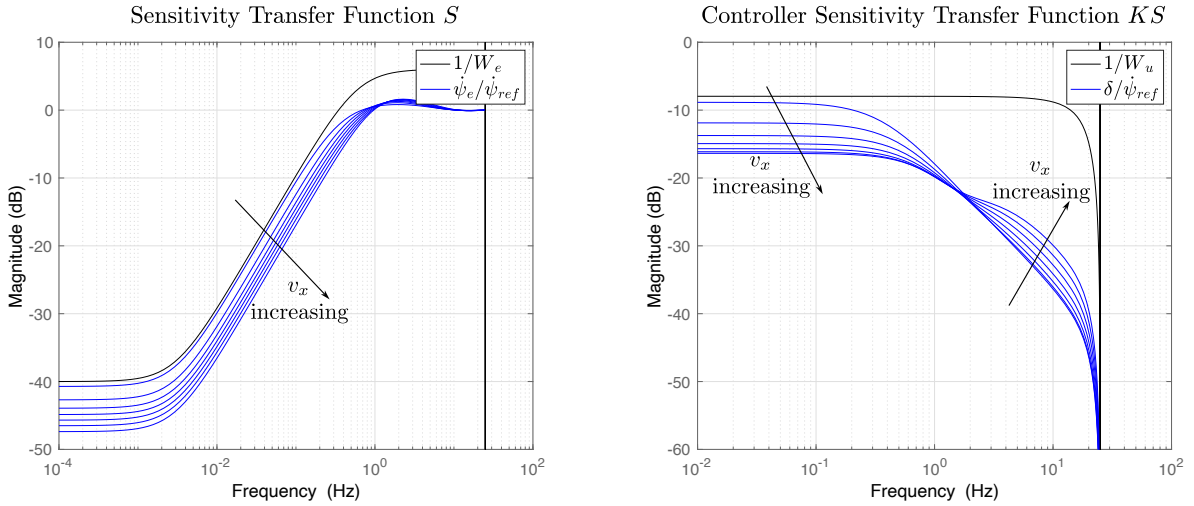 Sensitivity Transfer Function S
10
0
-10
-20
-30
-40
-50
10^-4
10^-2
10^0
10^2
Magnitude (dB)
Frequency (Hz)
1/W_e
ψ̇_e/ψ̇_ref
v_x
increasing
Controller Sensitivity Transfer Function KS
0
-10
-20
-30
-40
-50
-60
10^-2
10^-1
10^0
10^1
10^2
Magnitude (dB)
Frequency (Hz)
1/W_u
δ/ψ̇_ref
v_x
increasing
v_x
increasing